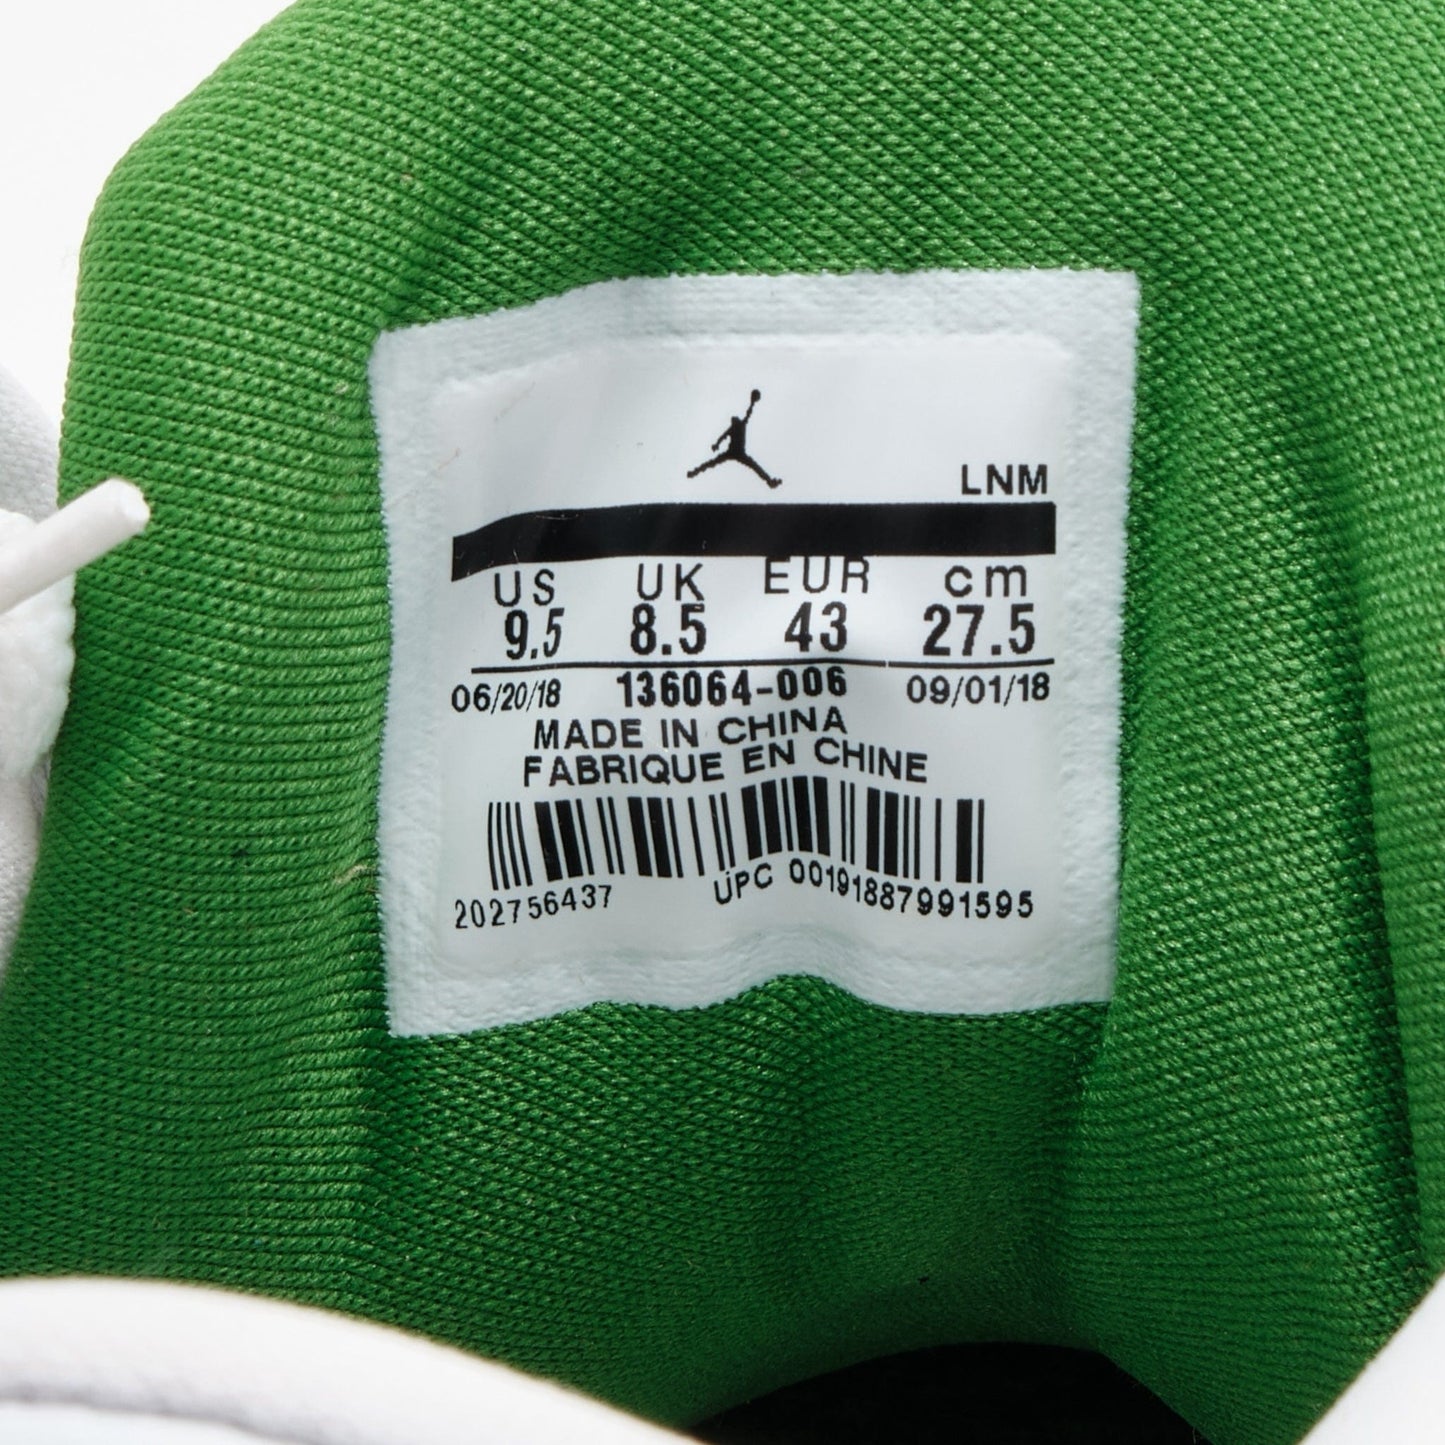 LNM
US UK EUR cm
9.5 8.5 43 27.5
06/20/18 136064-006 09/01/18
MADE IN CHINA
FABRIQUE EN CHINE
202756437 UPC 00191887991595